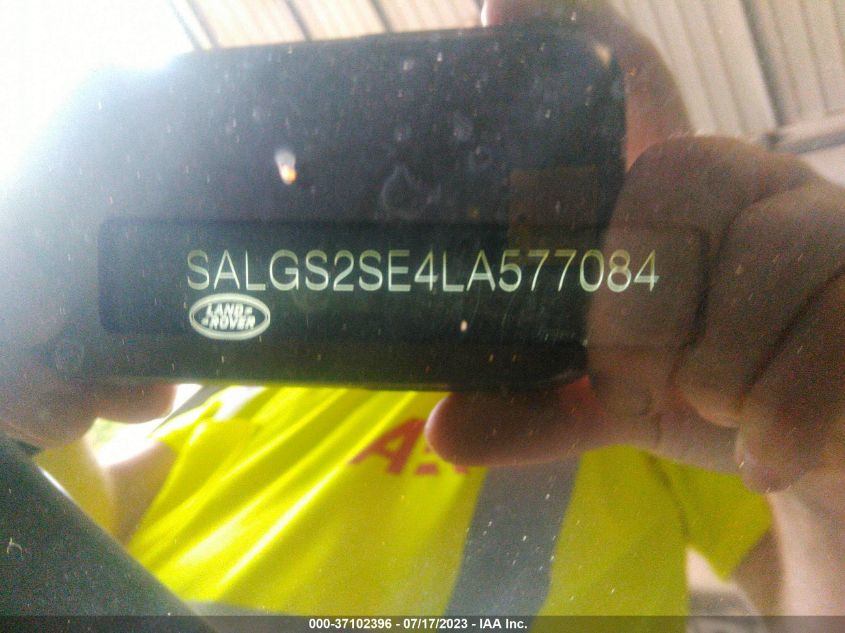 SALGS2SE4LA577084
LAND
ROVER
000-37102396 - 07/17/2023 - IAA Inc.